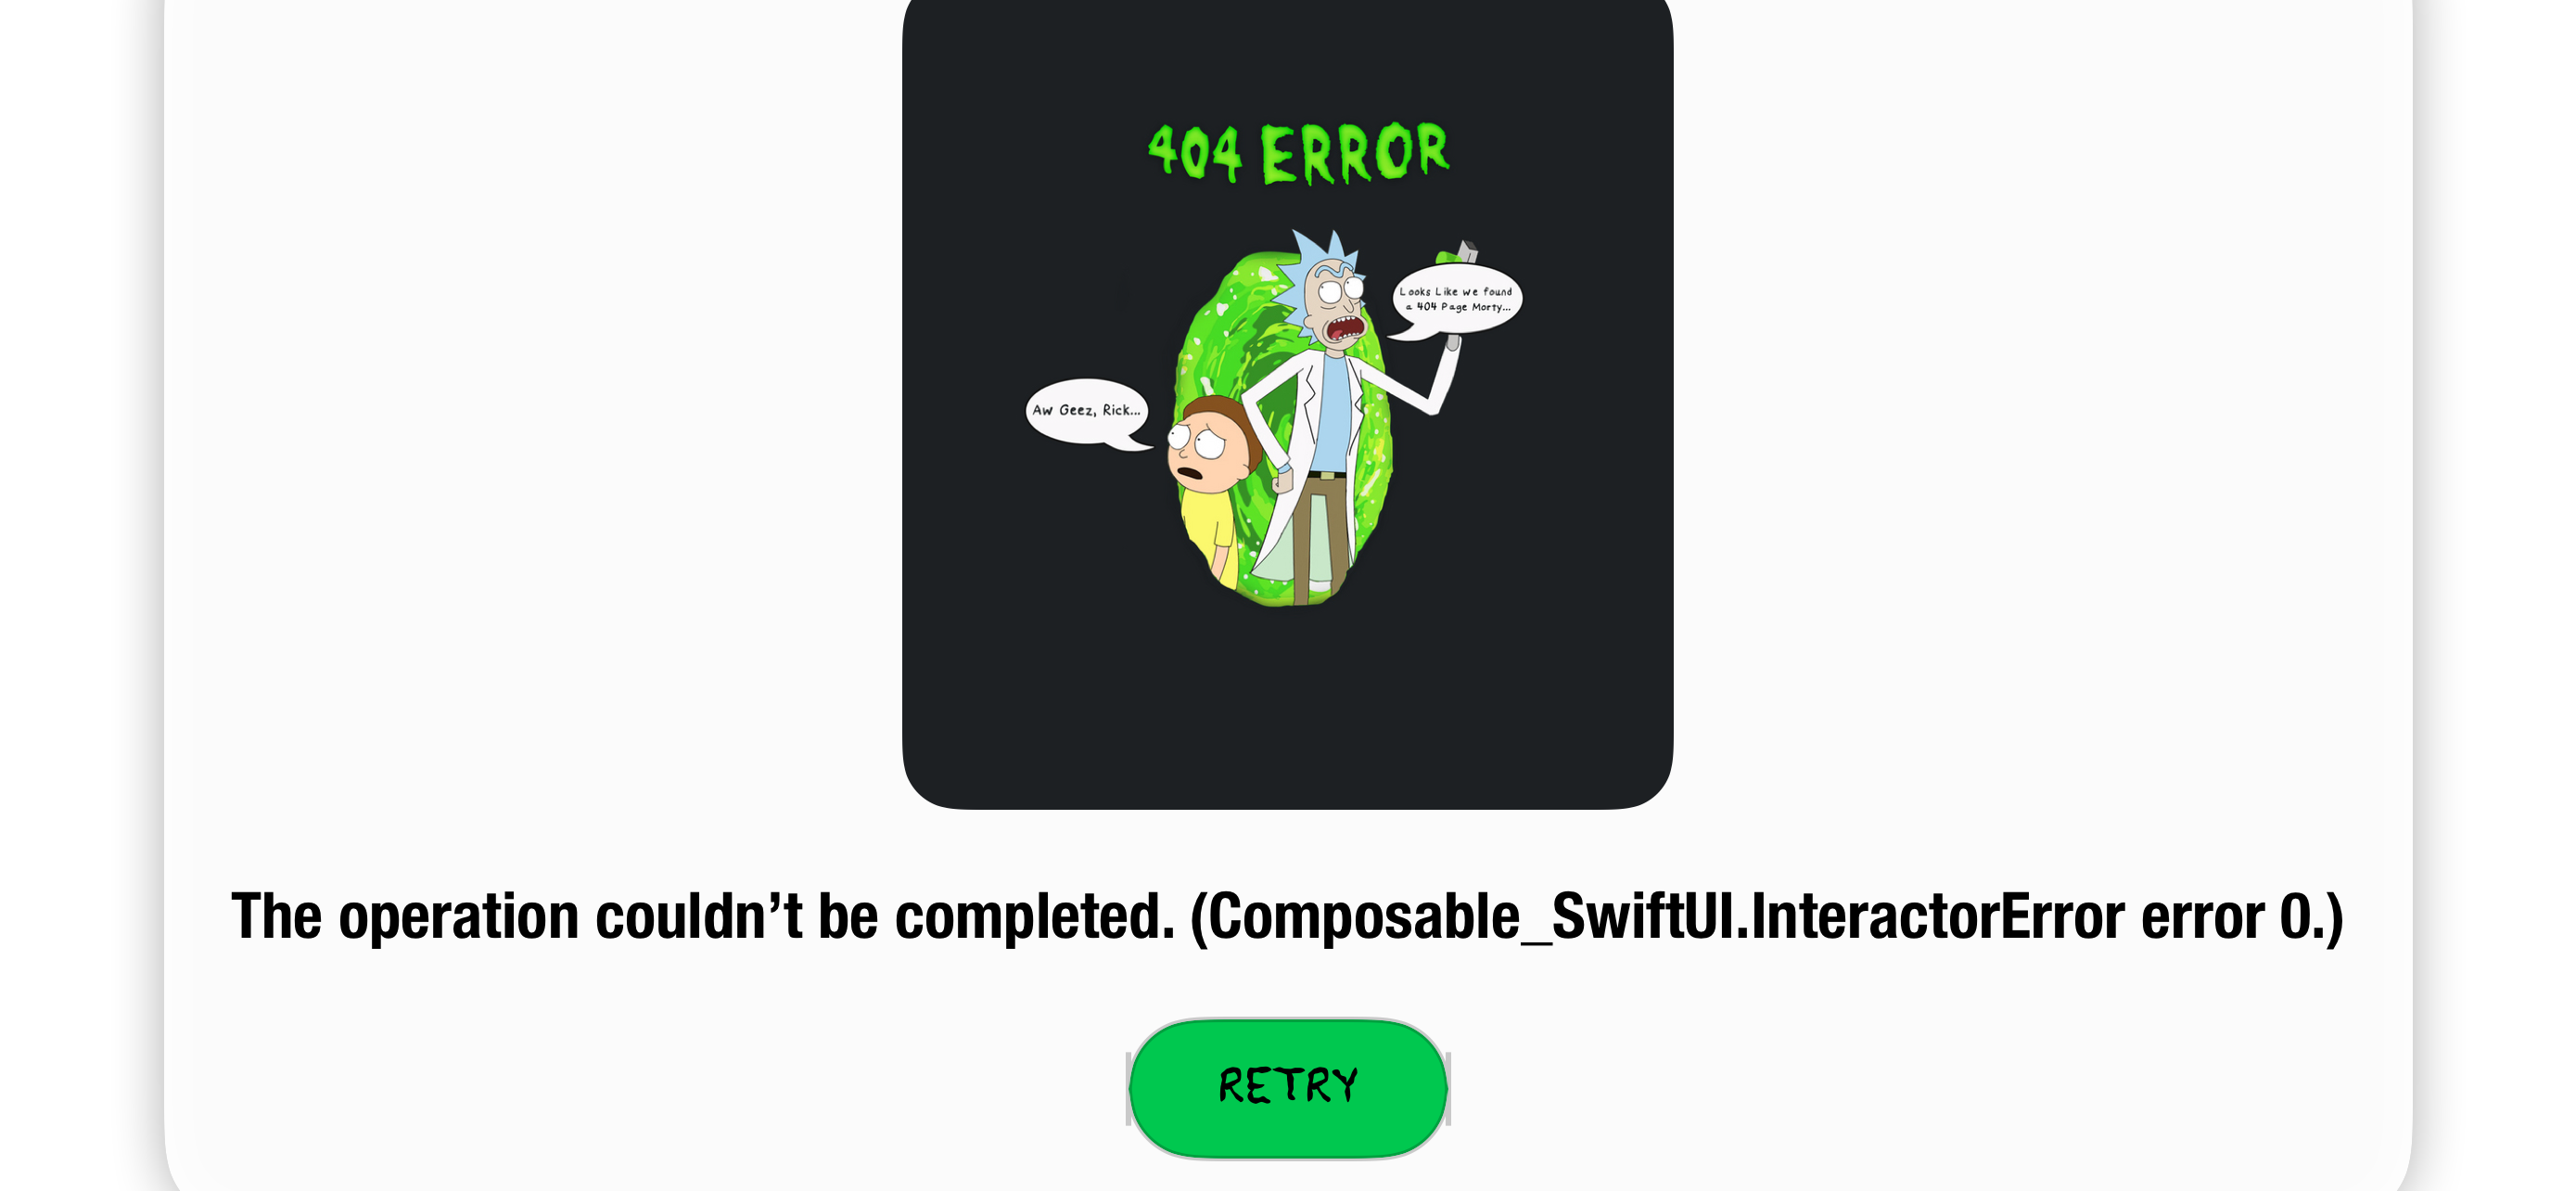 404 ERROR
Looks Like we found
a 404 Page Morty...
Aw Geez, Rick...
The operation couldn’t be completed. (Composable_SwiftUI.InteractorError error 0.)
RETRY